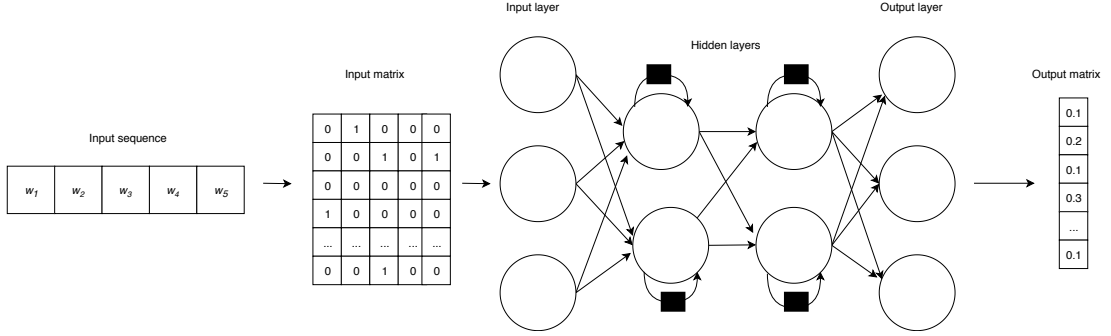 Input layer
Output layer
Hidden layers
Input matrix
Output matrix
Input sequence
w1 w2 w3 w4 w5
0 1 0 0 0
0 0 1 0 1
0 0 0 0 0
1 0 0 0 0
... ... ... ... ...
0 0 1 0 0
0.1
0.2
0.1
0.3
...
0.1